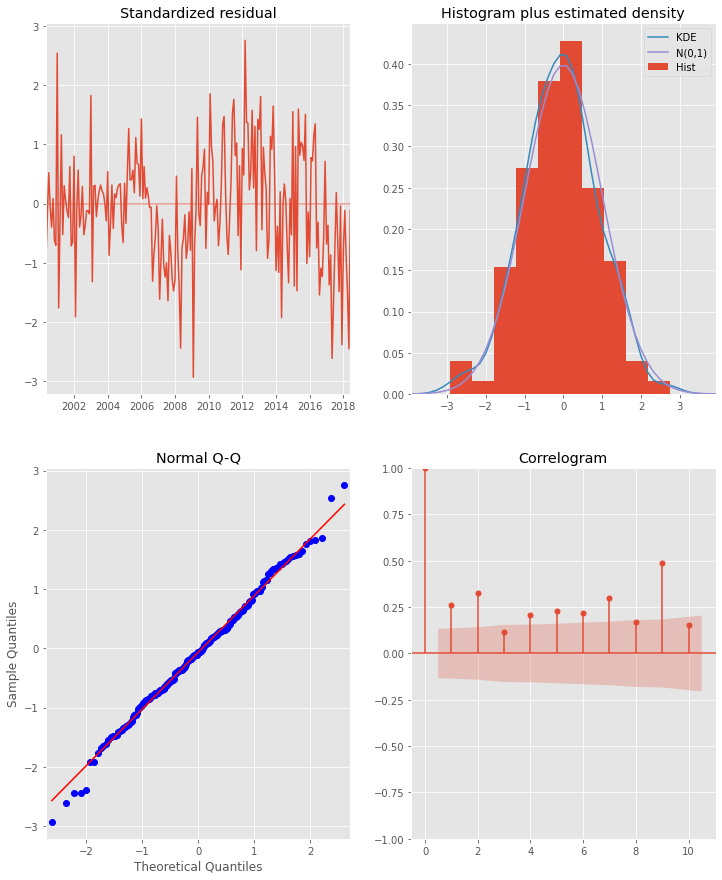 Standardized residual
3
2
1
0
−1
−2
−3
2002 2004 2006 2008 2010 2012 2014 2016 2018
Histogram plus estimated density
KDE
N(0,1)
Hist
0.40
0.35
0.30
0.25
0.20
0.15
0.10
0.05
0.00
−3 −2 −1 0 1 2 3
Normal Q-Q
Sample Quantiles
3
2
1
0
−1
−2
−3
−2 −1 0 1 2
Theoretical Quantiles
Correlogram
1.00
0.75
0.50
0.25
0.00
−0.25
−0.50
−0.75
−1.00
0 2 4 6 8 10